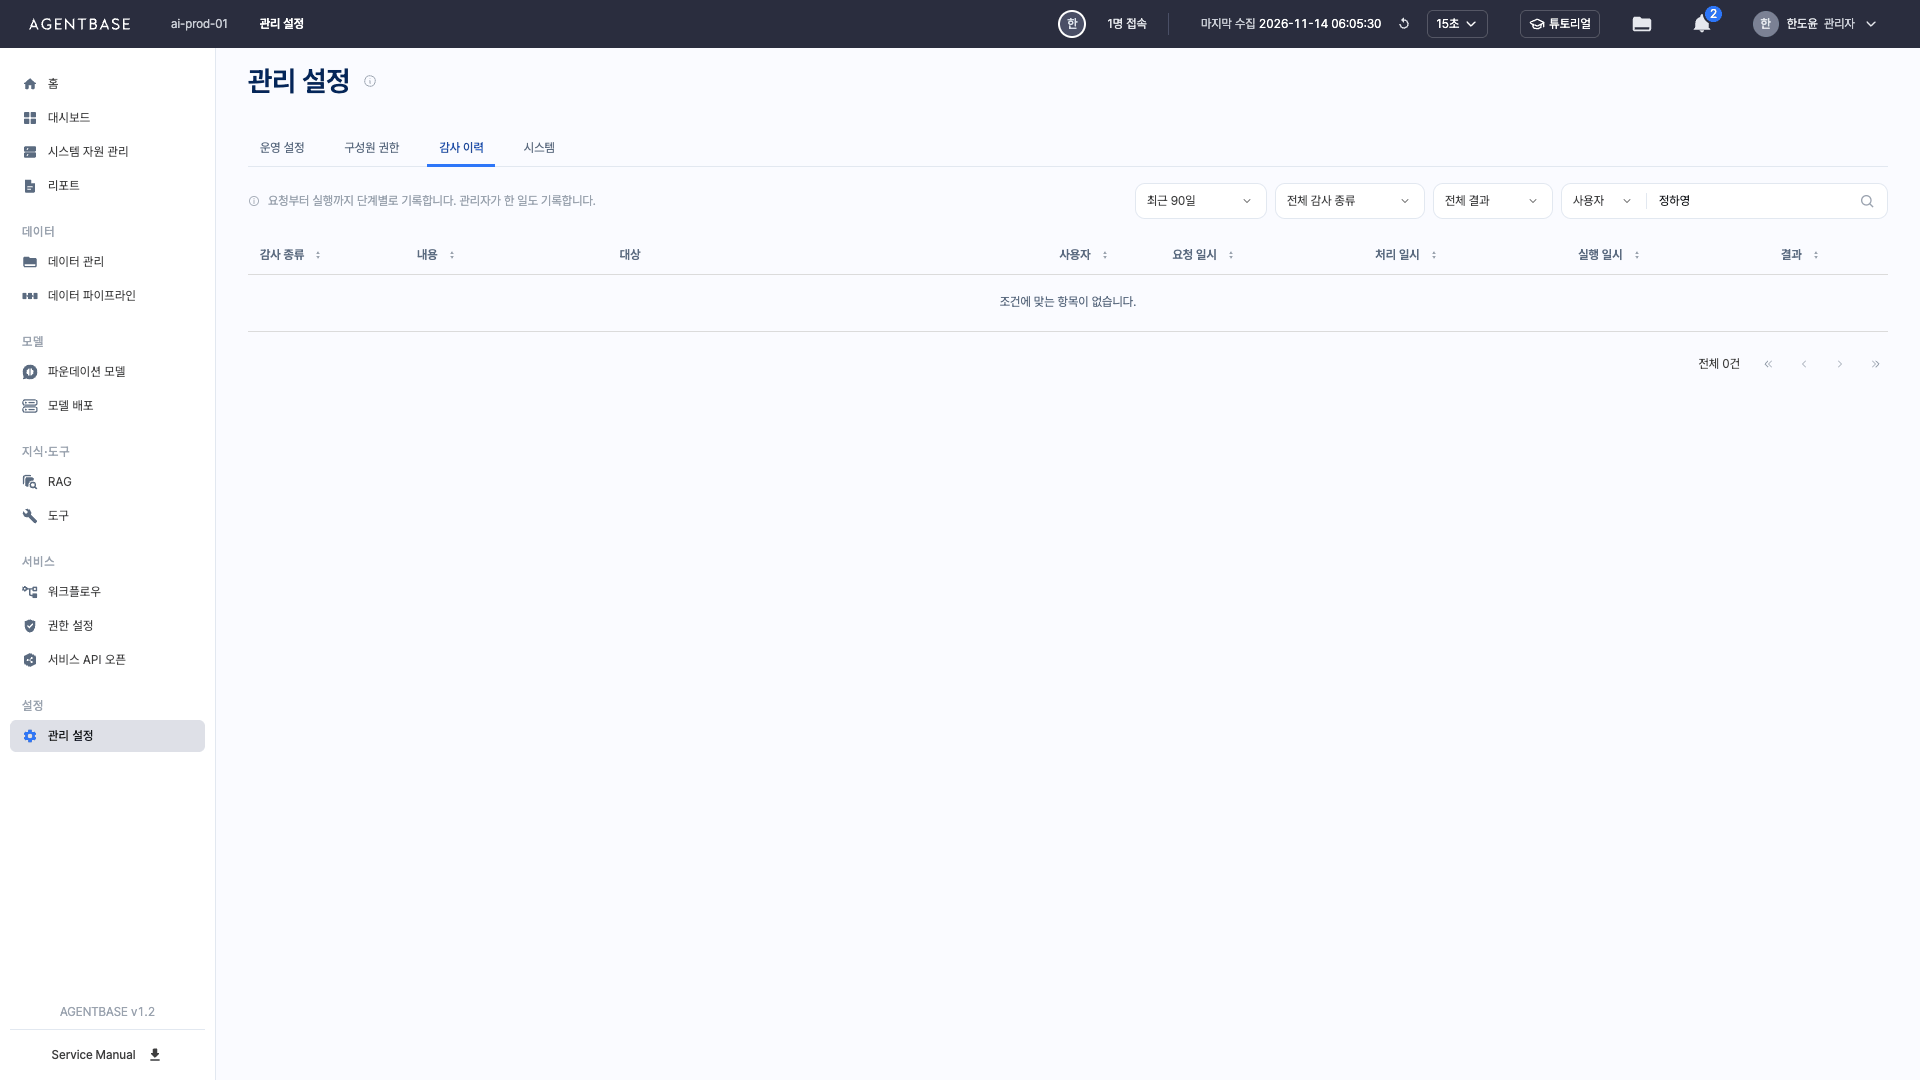 AGENTBASE
ai-prod-01
관리 설정
한
1명 접속
마지막 수집 2026-11-14 06:05:30
15초
튜토리얼
2
한
한도윤 관리자
홈
대시보드
시스템 자원 관리
리포트
데이터
데이터 관리
데이터 파이프라인
모델
파운데이션 모델
모델 배포
지식·도구
RAG
도구
서비스
워크플로우
권한 설정
서비스 API 오픈
설정
관리 설정
AGENTBASE v1.2
Service Manual
관리 설정
운영 설정
구성원 권한
감사 이력
시스템
요청부터 실행까지 단계별로 기록합니다. 관리자가 한 일도 기록합니다.
최근 90일
전체 감사 종류
전체 결과
사용자
정하영
감사 종류
내용
대상
사용자
요청 일시
처리 일시
실행 일시
결과
조건에 맞는 항목이 없습니다.
전체 0건